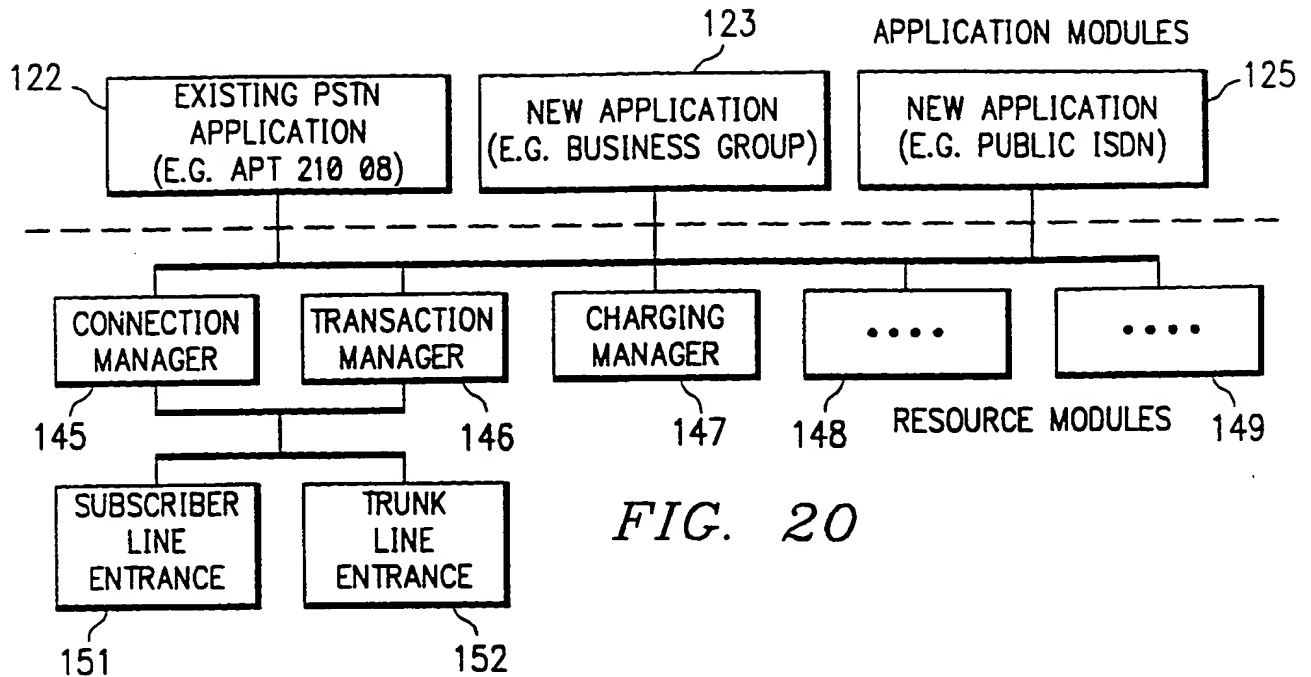 APPLICATION MODULES
122
EXISTING PSTN
APPLICATION
(E.G. APT 210 08)
123
NEW APPLICATION
(E.G. BUSINESS GROUP)
125
NEW APPLICATION
(E.G. PUBLIC ISDN)
CONNECTION
MANAGER
145
TRANSACTION
MANAGER
146
CHARGING
MANAGER
147
••••
148
••••
149
RESOURCE MODULES
SUBSCRIBER
LINE
ENTRANCE
151
TRUNK
LINE
ENTRANCE
152
FIG. 20